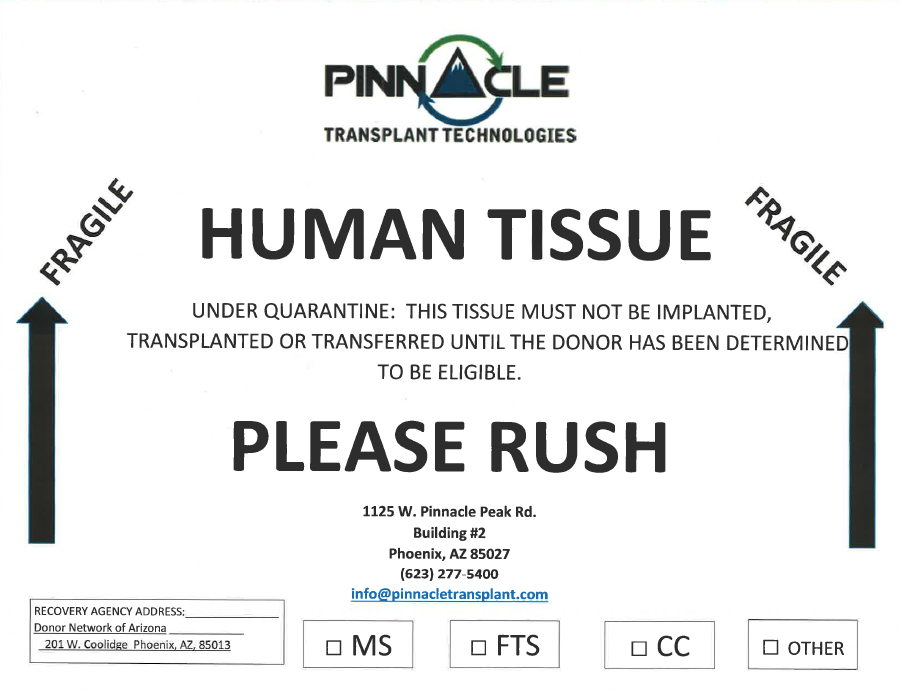 PINNACLE
TRANSPLANT TECHNOLOGIES
FRAGILE
FRAGILE
HUMAN TISSUE
UNDER QUARANTINE: THIS TISSUE MUST NOT BE IMPLANTED,
TRANSPLANTED OR TRANSFERRED UNTIL THE DONOR HAS BEEN DETERMINED
TO BE ELIGIBLE.
PLEASE RUSH
1125 W. Pinnacle Peak Rd.
Building #2
Phoenix, AZ 85027
(623) 277-5400
info@pinnacletransplant.com
RECOVERY AGENCY ADDRESS:
Donor Network of Arizona
201 W. Coolidge Phoenix, AZ, 85013
☐ MS
☐ FTS
☐ CC
☐ OTHER